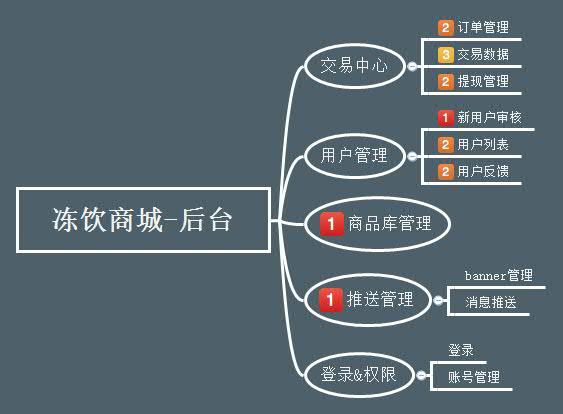 冻饮商城-后台
交易中心
2 订单管理
3 交易数据
2 提现管理
用户管理
1 新用户审核
2 用户列表
2 用户反馈
1 商品库管理
1 推送管理
banner管理
消息推送
登录&权限
登录
账号管理